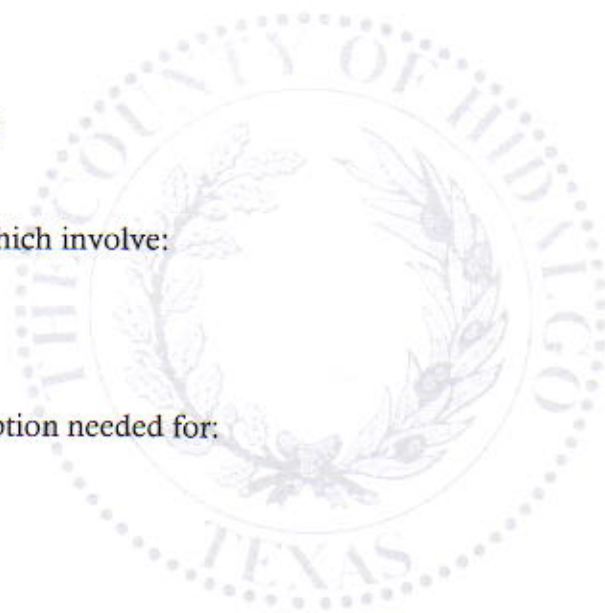 THE COUNTY OF HIDALGO
hich involve:
ption needed for:
TEXAS